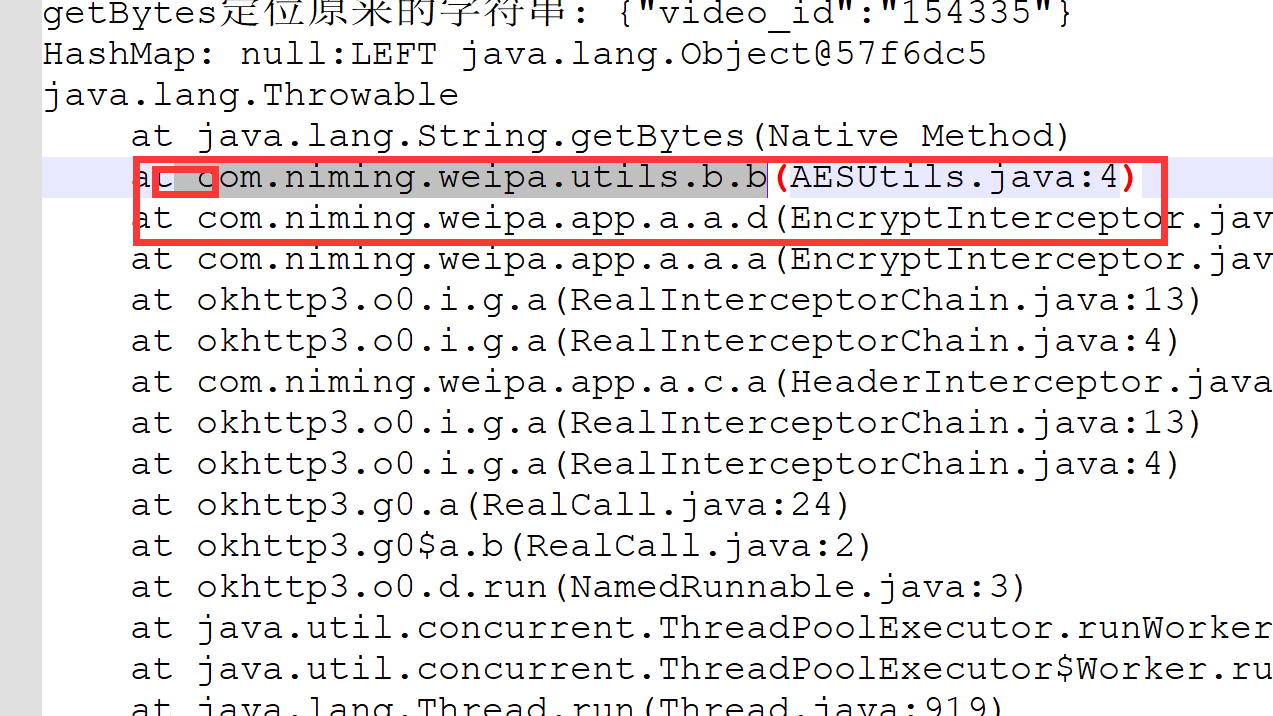 getBytes定位原来的字符串: {"video_id":"154335"}
HashMap: null:LEFT java.lang.Object@57f6dc5
java.lang.Throwable
at java.lang.String.getBytes(Native Method)
at com.niming.weipa.utils.b.b(AESUtils.java:4)
at com.niming.weipa.app.a.a.d(EncryptInterceptor.jav
at com.niming.weipa.app.a.a.a(EncryptInterceptor.jav
at okhttp3.o0.i.g.a(RealInterceptorChain.java:13)
at okhttp3.o0.i.g.a(RealInterceptorChain.java:4)
at com.niming.weipa.app.a.c.a(HeaderInterceptor.java
at okhttp3.o0.i.g.a(RealInterceptorChain.java:13)
at okhttp3.o0.i.g.a(RealInterceptorChain.java:4)
at okhttp3.g0.a(RealCall.java:24)
at okhttp3.g0$a.b(RealCall.java:2)
at okhttp3.o0.d.run(NamedRunnable.java:3)
at java.util.concurrent.ThreadPoolExecutor.runWorker
at java.util.concurrent.ThreadPoolExecutor$Worker.ru
at java.lang.Thread.run(Thread.java:919)